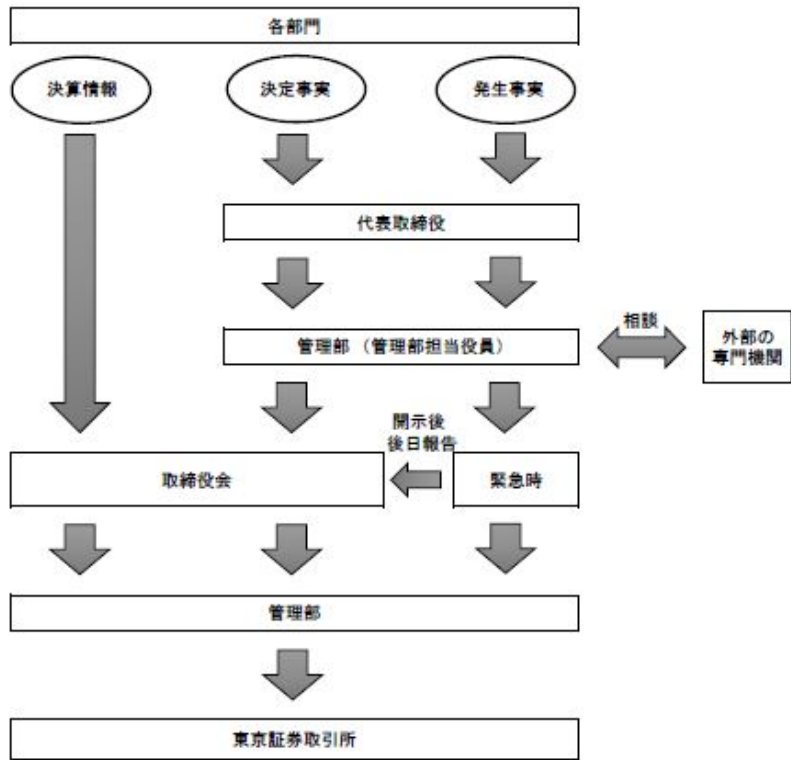 各部門
決算情報
決定事実
発生事実
代表取締役
相談
管理部 （管理部担当役員）
外部の
専門機関
開示後
後日報告
取締役会
緊急時
管理部
東京証券取引所